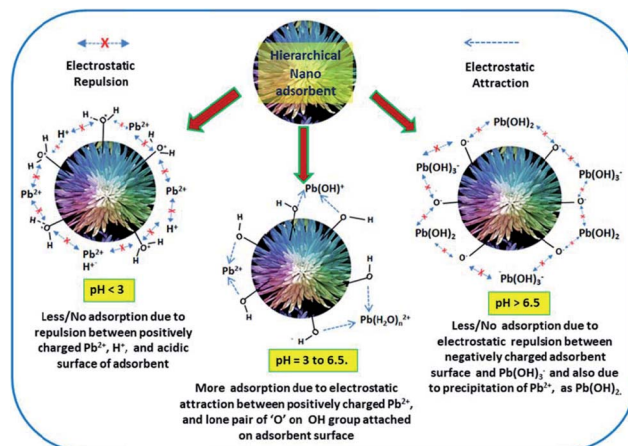 Electrostatic
Repulsion
Hierarchical
Nano
adsorbent
Electrostatic
Attraction
H H
H⁺ O⁺ Pb²⁺
H H
O⁺ O⁺
H H
Pb²⁺ Pb²⁺
H⁺
H O⁺ O⁺ H
H H
Pb²⁺
H⁺
pH < 3
Less/No adsorption due to
repulsion between positively
charged Pb²⁺, H⁺, and acidic
surface of adsorbent
Pb(OH)⁺
H H
O O
Pb²⁺
H
O O
H
O
H
Pb(H₂O)ₙ²⁺
pH = 3 to 6.5.
More adsorption due to electrostatic
attraction between positively charged Pb²⁺,
and lone pair of ‘O’ on OH group attached
on adsorbent surface
Pb(OH)₂
O⁻ O⁻
Pb(OH)₃⁻ Pb(OH)₃⁻
O⁻ O⁻
Pb(OH)₂ Pb(OH)₂
O⁻ O⁻
Pb(OH)₃⁻
pH > 6.5
Less/No adsorption due to
electrostatic repulsion between
negatively charged adsorbent
surface and Pb(OH)₃⁻ and also due
to precipitation of Pb²⁺, as Pb(OH)₂.